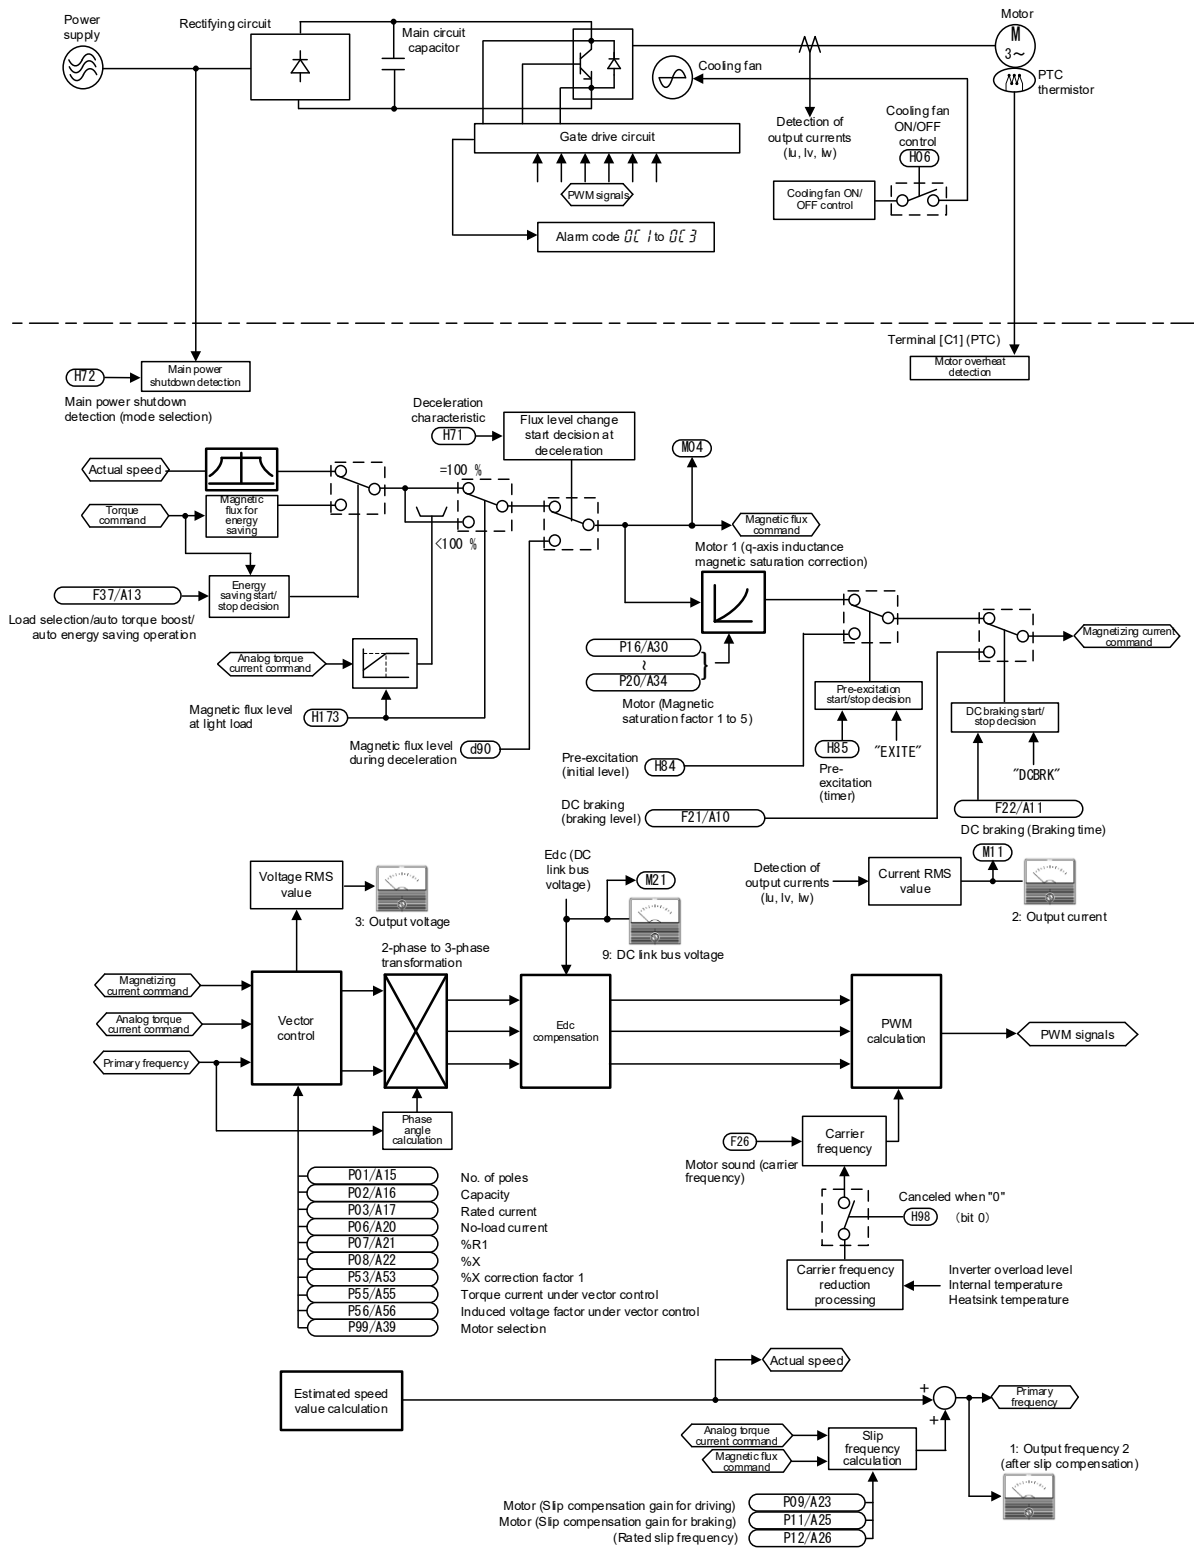 Power
supply
Rectifying circuit
Main circuit
capacitor
Motor
M
3~
PTC
thermistor
Cooling fan
Gate drive circuit
PWM signals
Alarm code OC1 to OC3
Detection of
output currents
(Iu, Iv, Iw)
Cooling fan
ON/OFF
control
H06
Cooling fan ON/
OFF control
Terminal [C1] (PTC)
Motor overheat
detection
H72
Main power
shutdown detection
Main power shutdown
detection (mode selection)
Deceleration
characteristic
H71
Flux level change
start decision at
deceleration
M04
Actual speed
=100 %
Torque
command
Magnetic
flux for
energy
saving
<100 %
Magnetic flux
command
Motor 1 (q-axis inductance
magnetic saturation correction)
F37/A13
Energy
saving start/
stop decision
Load selection/auto torque boost/
auto energy saving operation
Analog torque
current command
P16/A30
~
P20/A34
}
Motor (Magnetic
saturation factor 1 to 5)
Magnetizing current
command
Magnetic flux level
at light load
H173
Pre-excitation
start/stop decision
DC braking start/
stop decision
Magnetic flux level
during deceleration
d90
Pre-excitation
(initial level)
H84
H85
Pre-
excitation
(timer)
"EXITE"
"DCBRK"
DC braking
(braking level)
F21/A10
F22/A11
DC braking (Braking time)
Voltage RMS
value
3: Output voltage
Edc (DC
link bus
voltage)
M21
9: DC link bus voltage
Detection of
output currents
(Iu, Iv, Iw)
Current RMS
value
M11
2: Output current
2-phase to 3-phase
transformation
Magnetizing
current command
Analog torque
current command
Primary frequency
Vector
control
Edc
compensation
PWM
calculation
PWM signals
Phase
angle
calculation
F26
Motor sound (carrier
frequency)
Carrier
frequency
Canceled when "0"
H98
(bit 0)
Carrier frequency
reduction
processing
Inverter overload level
Internal temperature
Heatsink temperature
P01/A15 No. of poles
P02/A16 Capacity
P03/A17 Rated current
P06/A20 No-load current
P07/A21 %R1
P08/A22 %X
P53/A53 %X correction factor 1
P55/A55 Torque current under vector control
P56/A56 Induced voltage factor under vector control
P99/A39 Motor selection
Estimated speed
value calculation
Actual speed
+
+
Primary
frequency
Analog torque
current command
Magnetic flux
command
Slip
frequency
calculation
1: Output frequency 2
(after slip compensation)
Motor (Slip compensation gain for driving) P09/A23
Motor (Slip compensation gain for braking) P11/A25
(Rated slip frequency) P12/A26